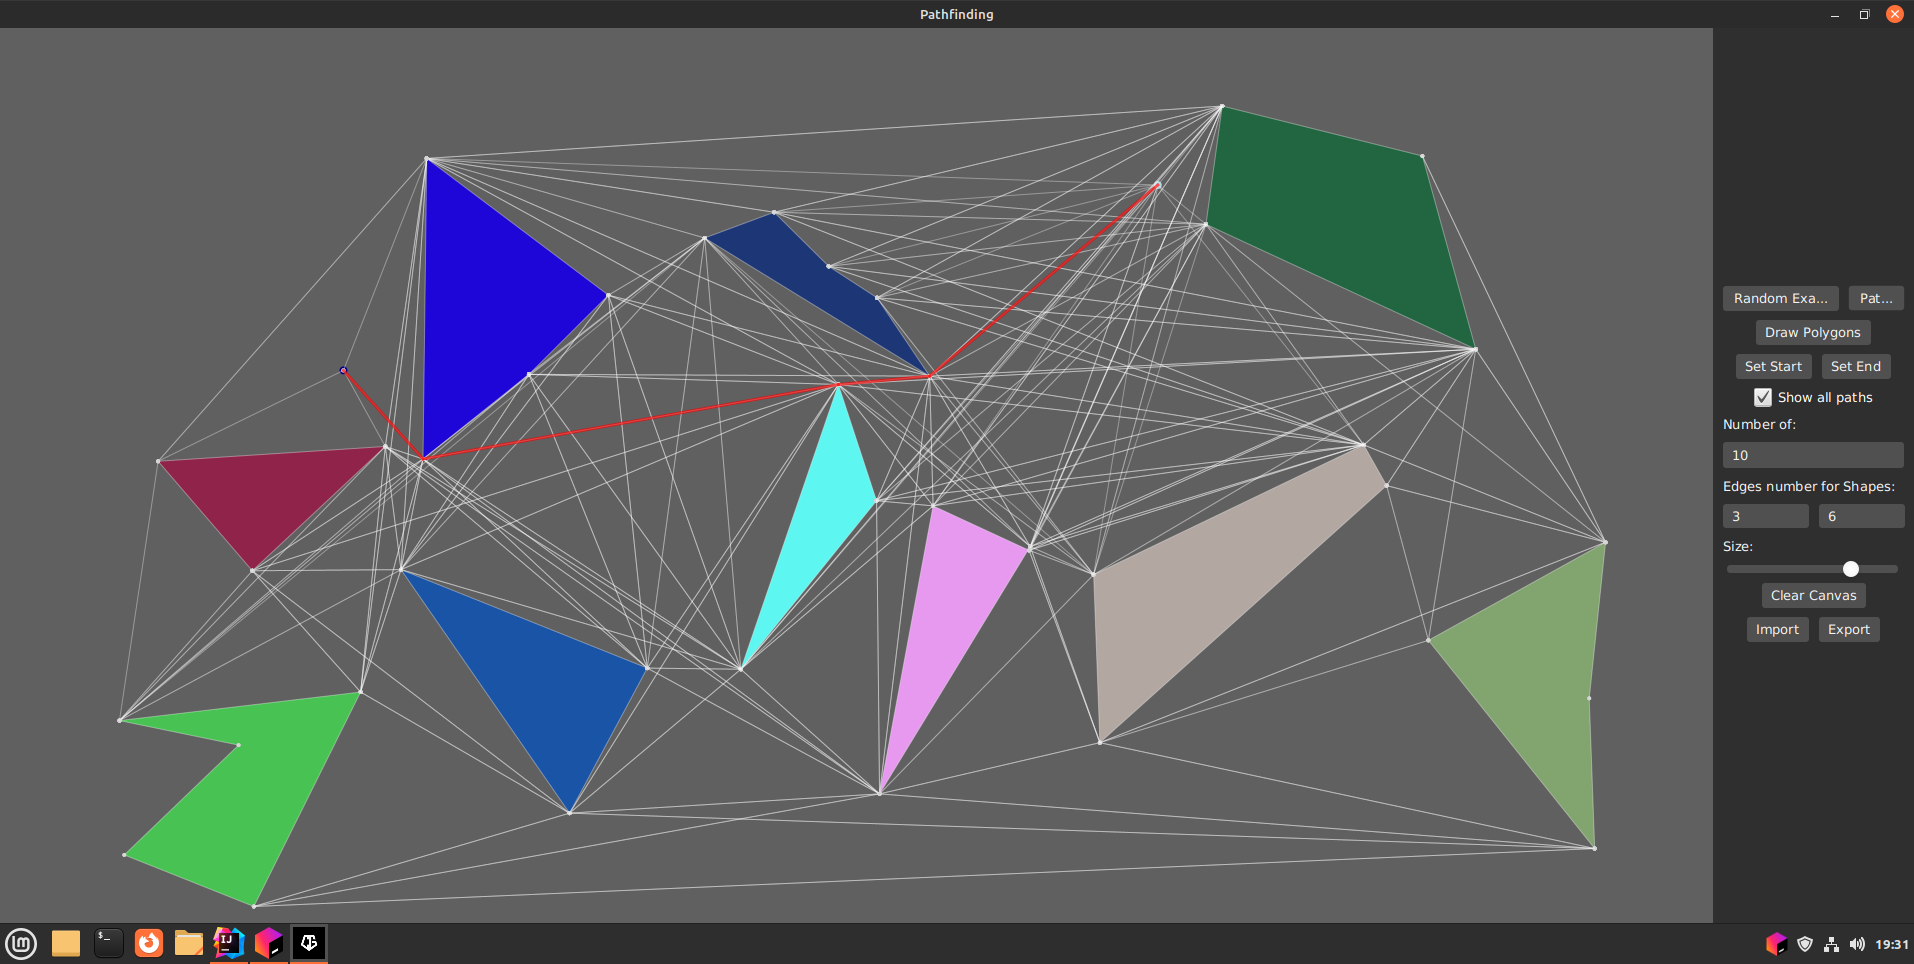 Pathfinding
Random Exa... Pat...
Draw Polygons
Set Start Set End
Show all paths
Number of:
10
Edges number for Shapes:
3 6
Size:
Clear Canvas
Import Export
$_ IJ 19:31